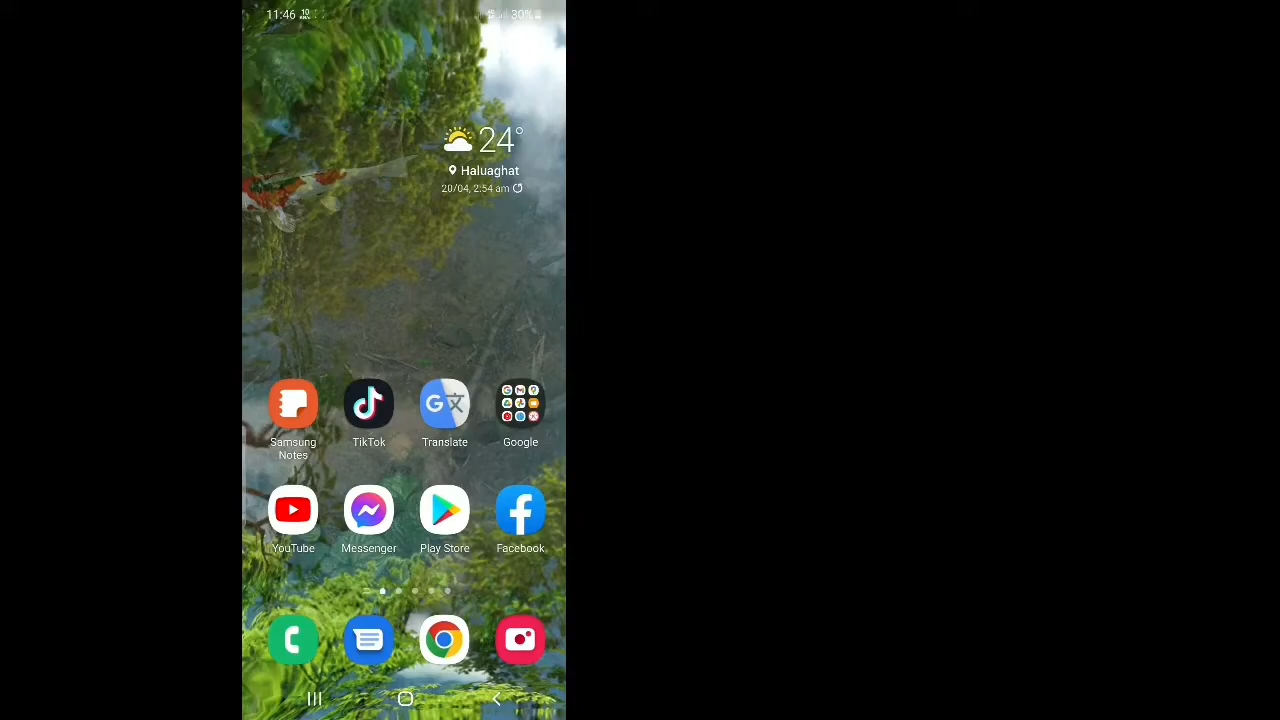 11:46
30%
24°
Haluaghat
20/04, 2:54 am
Samsung Notes
TikTok
Translate
Google
YouTube
Messenger
Play Store
Facebook